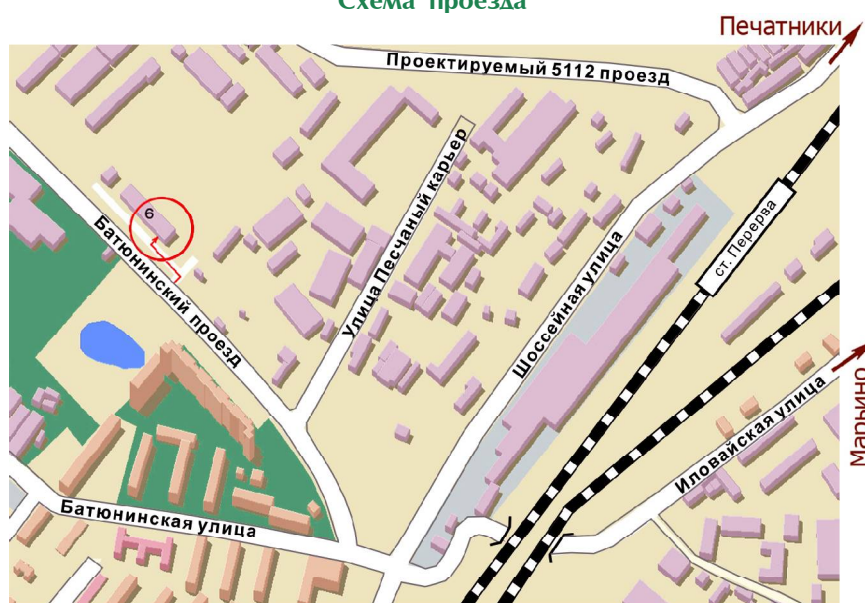 Схема проезда
Печатники
Проектируемый 5112 проезд
6
Батюнинский проезд
Улица Песчаный карьер
Шоссейная улица
ст. Перерва
Марьино
Иловайская улица
Батюнинская улица